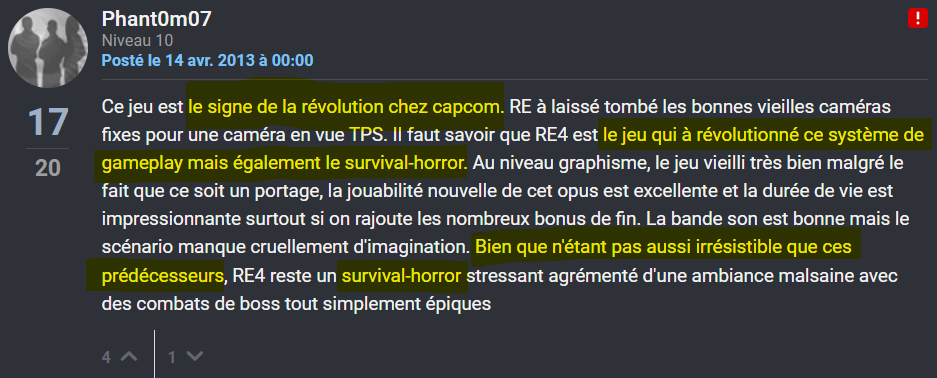 Phant0m07
Niveau 10
Posté le 14 avr. 2013 à 00:00
17
20
Ce jeu est le signe de la révolution chez capcom. RE à laissé tombé les bonnes vieilles caméras
fixes pour une caméra en vue TPS. Il faut savoir que RE4 est le jeu qui à révolutionné ce système de
gameplay mais également le survival-horror. Au niveau graphisme, le jeu vieilli très bien malgré le
fait que ce soit un portage, la jouabilité nouvelle de cet opus est excellente et la durée de vie est
impressionnante surtout si on rajoute les nombreux bonus de fin. La bande son est bonne mais le
scénario manque cruellement d'imagination. Bien que n'étant pas aussi irrésistible que ces
prédécesseurs, RE4 reste un survival-horror stressant agrémenté d'une ambiance malsaine avec
des combats de boss tout simplement épiques
4
1